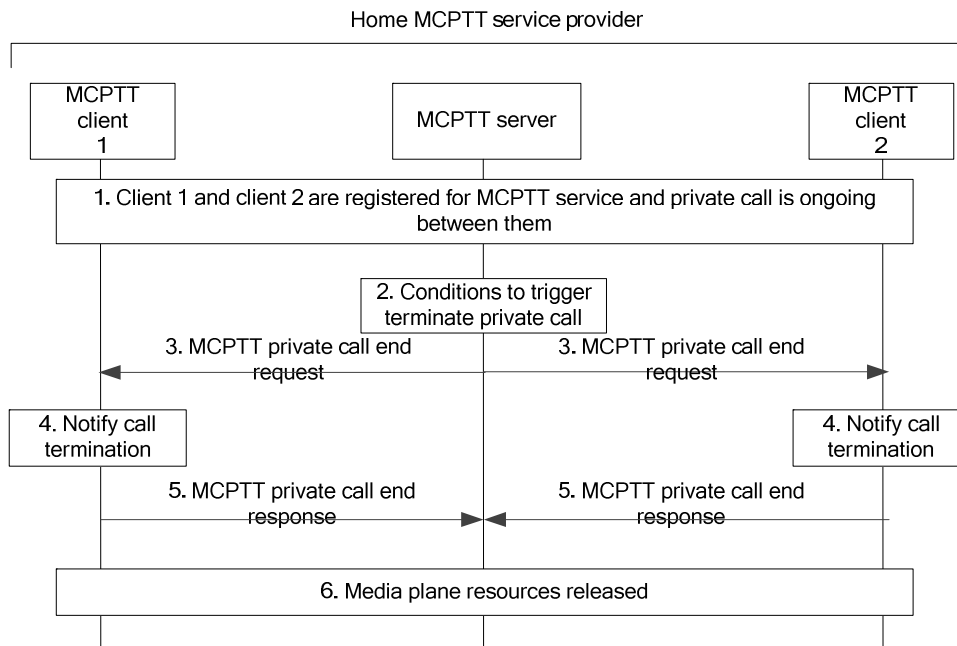 Home MCPTT service provider
MCPTT
client
1
MCPTT server
MCPTT
client
2
1. Client 1 and client 2 are registered for MCPTT service and private call is ongoing
between them
2. Conditions to trigger
terminate private call
3. MCPTT private call end
request
3. MCPTT private call end
request
4. Notify call
termination
4. Notify call
termination
5. MCPTT private call end
response
5. MCPTT private call end
response
6. Media plane resources released